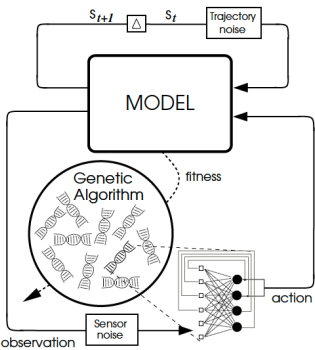 St+1
Δ
St
Trajectory
noise
MODEL
Genetic
Algorithm
fitness
action
observation
Sensor
noise